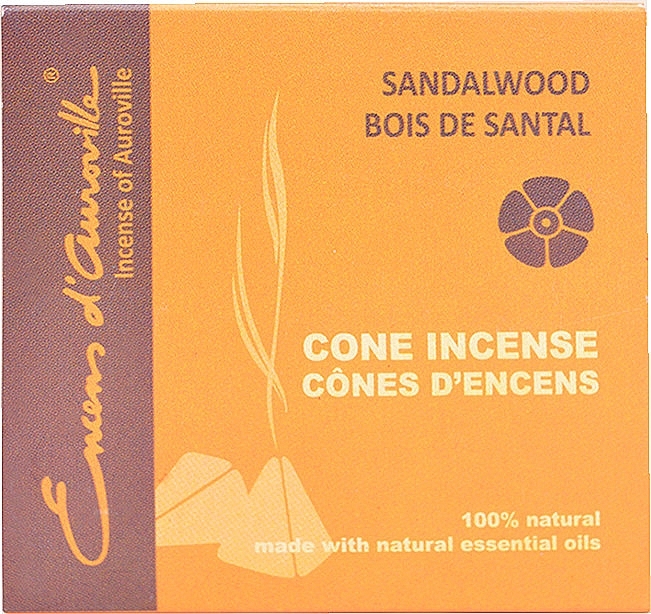 Encens d'Auroville ®
Incense of Auroville
SANDALWOOD
BOIS DE SANTAL
CONE INCENSE
CÔNES D'ENCENS
100% natural
made with natural essential oils